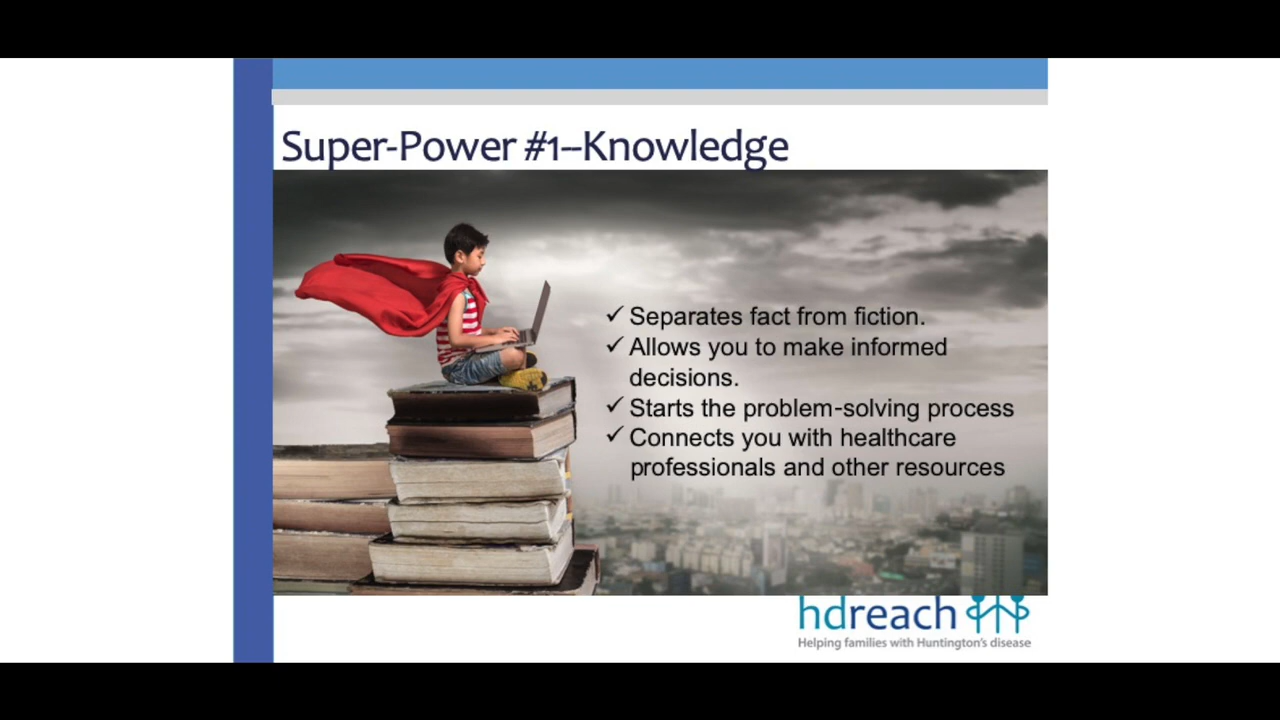 Super-Power #1--Knowledge
✓ Separates fact from fiction.
✓ Allows you to make informed
decisions.
✓ Starts the problem-solving process
✓ Connects you with healthcare
professionals and other resources
hdreach
Helping families with Huntington's disease